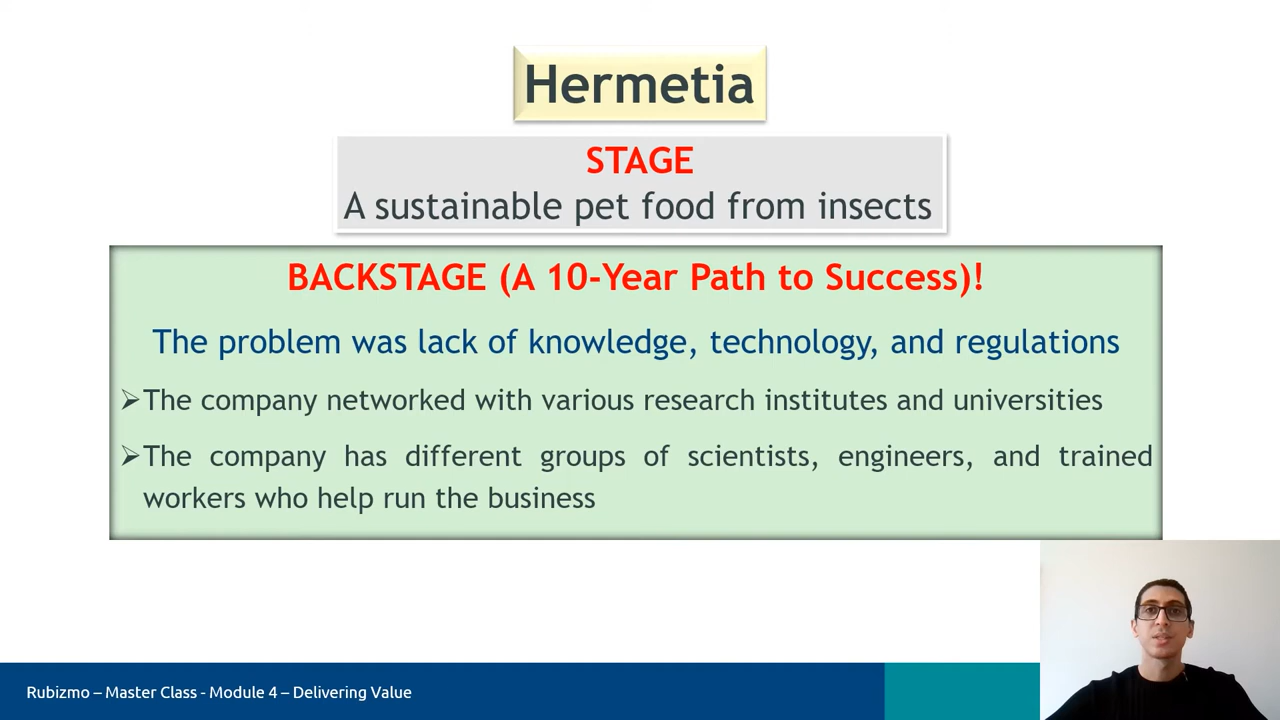 Hermetia
STAGE
A sustainable pet food from insects
BACKSTAGE (A 10-Year Path to Success)!
The problem was lack of knowledge, technology, and regulations
➢The company networked with various research institutes and universities
➢The company has different groups of scientists, engineers, and trained
workers who help run the business
Rubizmo – Master Class - Module 4 – Delivering Value